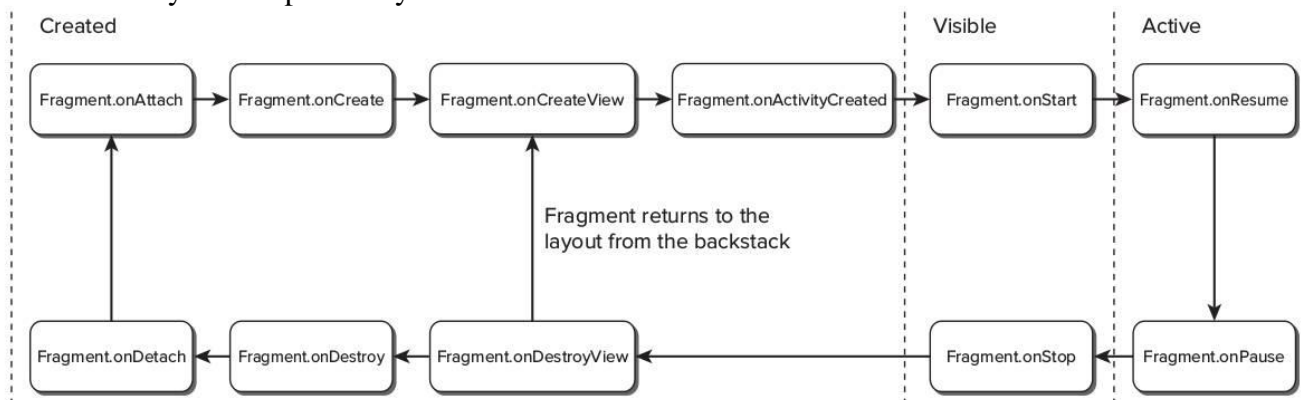 Created
Visible
Active
Fragment.onAttach
Fragment.onCreate
Fragment.onCreateView
Fragment.onActivityCreated
Fragment.onStart
Fragment.onResume
Fragment returns to the
layout from the backstack
Fragment.onDetach
Fragment.onDestroy
Fragment.onDestroyView
Fragment.onStop
Fragment.onPause